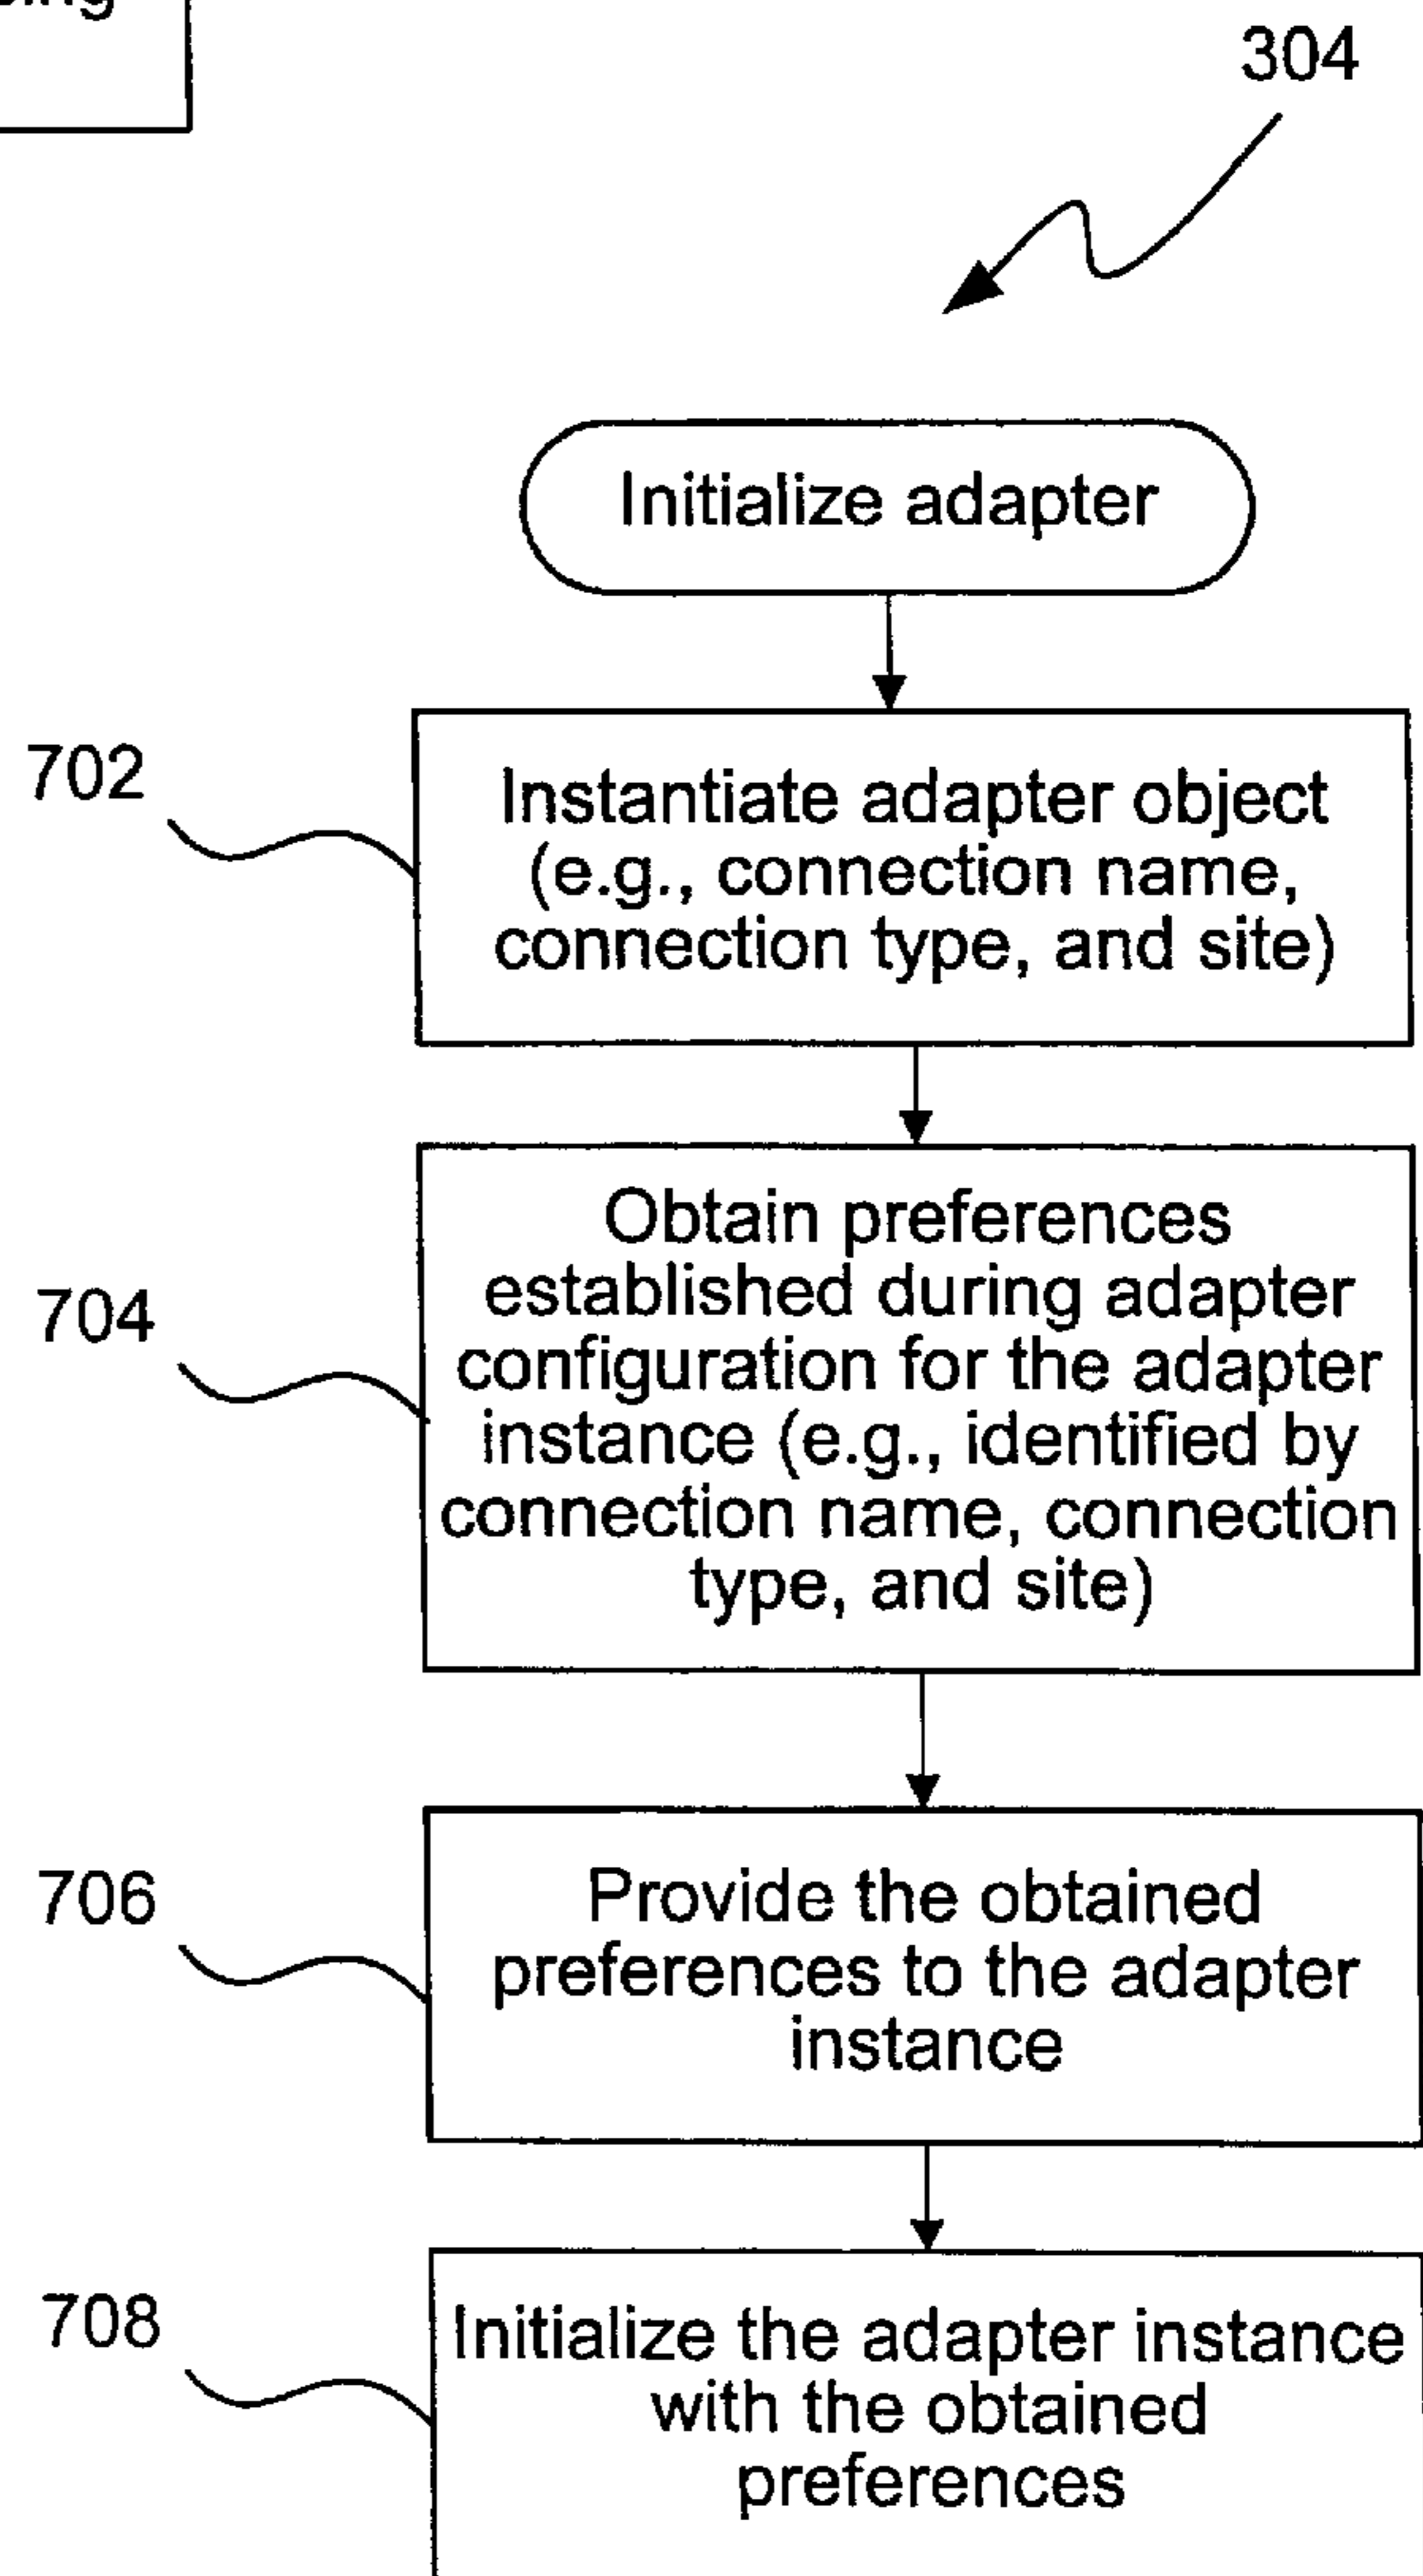 304
Initialize adapter
702
Instantiate adapter object
(e.g., connection name,
connection type, and site)
704
Obtain preferences
established during adapter
configuration for the adapter
instance (e.g., identified by
connection name, connection
type, and site)
706
Provide the obtained
preferences to the adapter
instance
708
Initialize the adapter instance
with the obtained
preferences